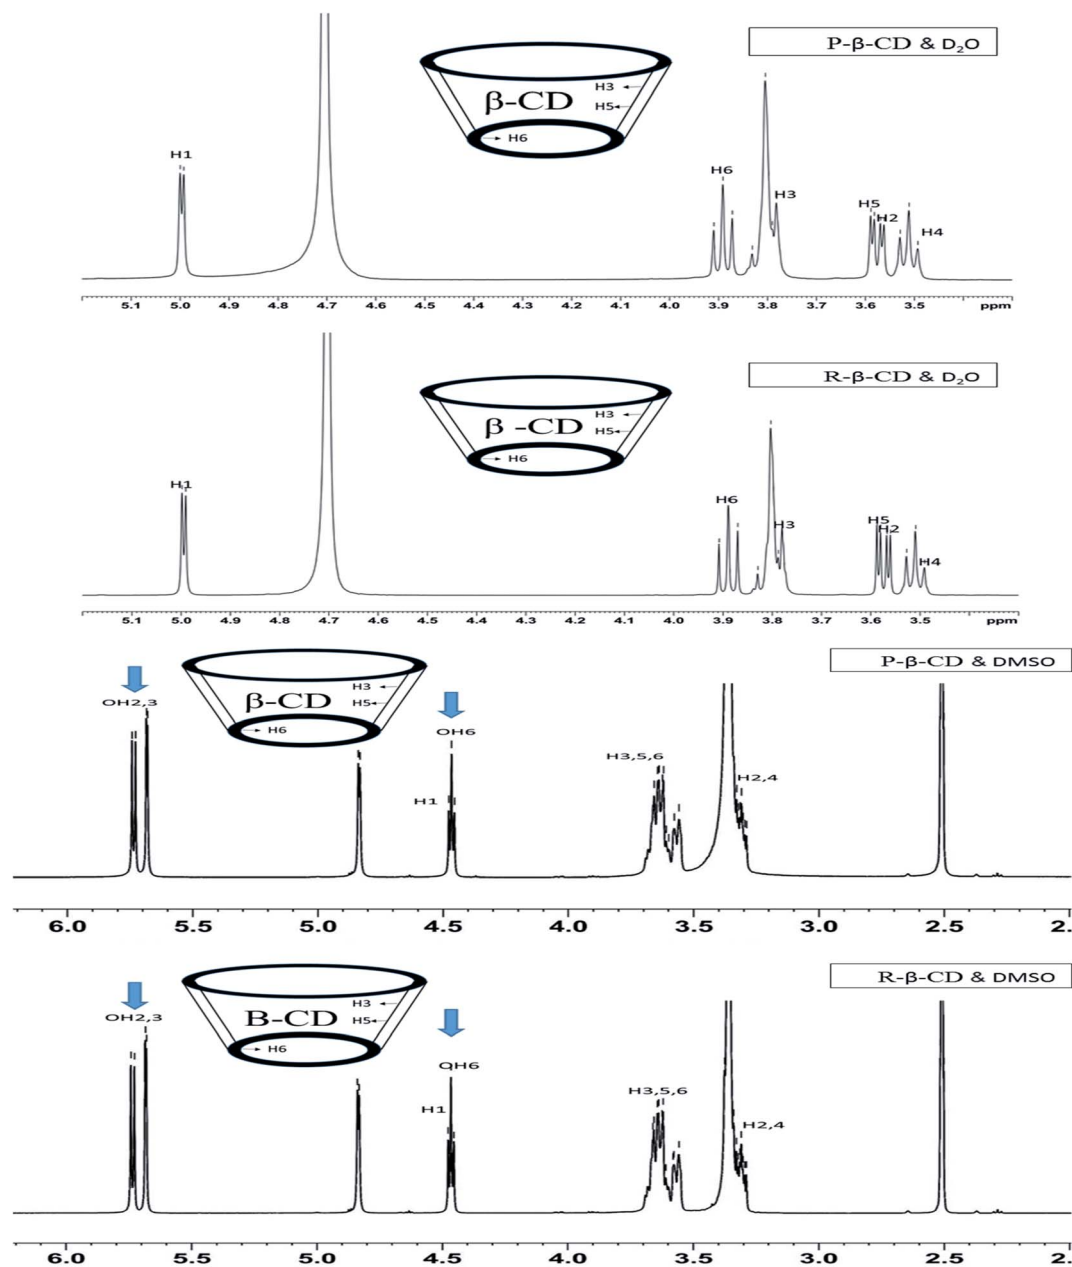 P-β-CD & D₂O
H3
β-CD
H5
H6
H1
H6
H3
H5
H2
H4
5.1 5.0 4.9 4.8 4.7 4.6 4.5 4.4 4.3 4.2 4.1 4.0 3.9 3.8 3.7 3.6 3.5 ppm
R-β-CD & D₂O
H3
β -CD
H5
H6
H1
H6
H3
H5
H2
H4
5.1 5.0 4.9 4.8 4.7 4.6 4.5 4.4 4.3 4.2 4.1 4.0 3.9 3.8 3.7 3.6 3.5 ppm
P-β-CD & DMSO
H3
OH2,3
β-CD
H5
H6
OH6
H3,5,6
H2,4
H1
6.0 5.5 5.0 4.5 4.0 3.5 3.0 2.5 2.
R-β-CD & DMSO
H3
OH2,3
B-CD
H5
H6
OH6
H3,5,6
H1
H2,4
6.0 5.5 5.0 4.5 4.0 3.5 3.0 2.5 2.